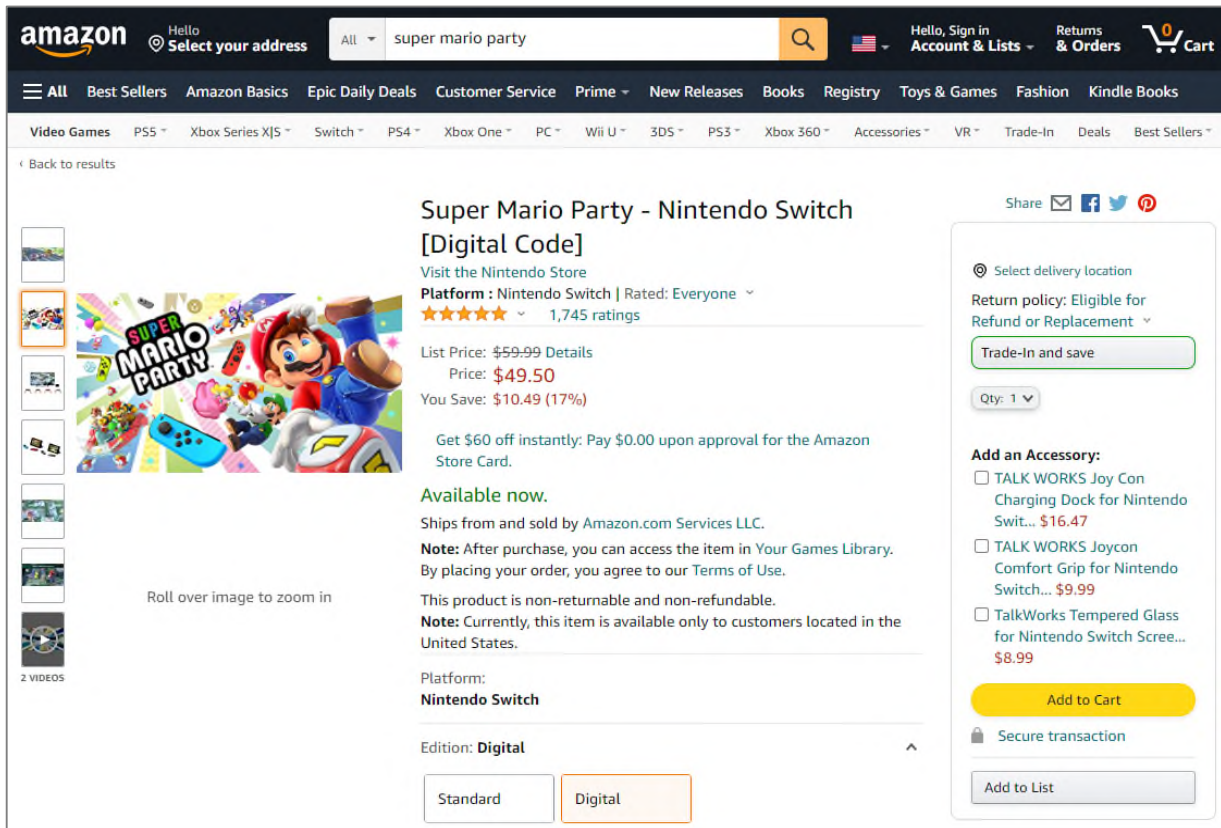 amazon
Hello
Select your address
All
super mario party
Hello, Sign in
Account & Lists
Returns
& Orders
0
Cart
All Best Sellers Amazon Basics Epic Daily Deals Customer Service Prime New Releases Books Registry Toys & Games Fashion Kindle Books
Video Games PS5 Xbox Series X|S Switch PS4 Xbox One PC Wii U 3DS PS3 Xbox 360 Accessories VR Trade-In Deals Best Sellers
‹ Back to results
2 VIDEOS
SUPER
MARIO
PARTY
Roll over image to zoom in
Super Mario Party - Nintendo Switch
[Digital Code]
Visit the Nintendo Store
Platform : Nintendo Switch | Rated: Everyone
1,745 ratings
List Price: $59.99 Details
Price: $49.50
You Save: $10.49 (17%)
Get $60 off instantly: Pay $0.00 upon approval for the Amazon
Store Card.
Available now.
Ships from and sold by Amazon.com Services LLC.
Note: After purchase, you can access the item in Your Games Library.
By placing your order, you agree to our Terms of Use.
This product is non-returnable and non-refundable.
Note: Currently, this item is available only to customers located in the
United States.
Platform:
Nintendo Switch
Edition: Digital
Standard
Digital
Share
Select delivery location
Return policy: Eligible for
Refund or Replacement
Trade-In and save
Qty: 1
Add an Accessory:
TALK WORKS Joy Con
Charging Dock for Nintendo
Swit... $16.47
TALK WORKS Joycon
Comfort Grip for Nintendo
Switch... $9.99
TalkWorks Tempered Glass
for Nintendo Switch Scree...
$8.99
Add to Cart
Secure transaction
Add to List